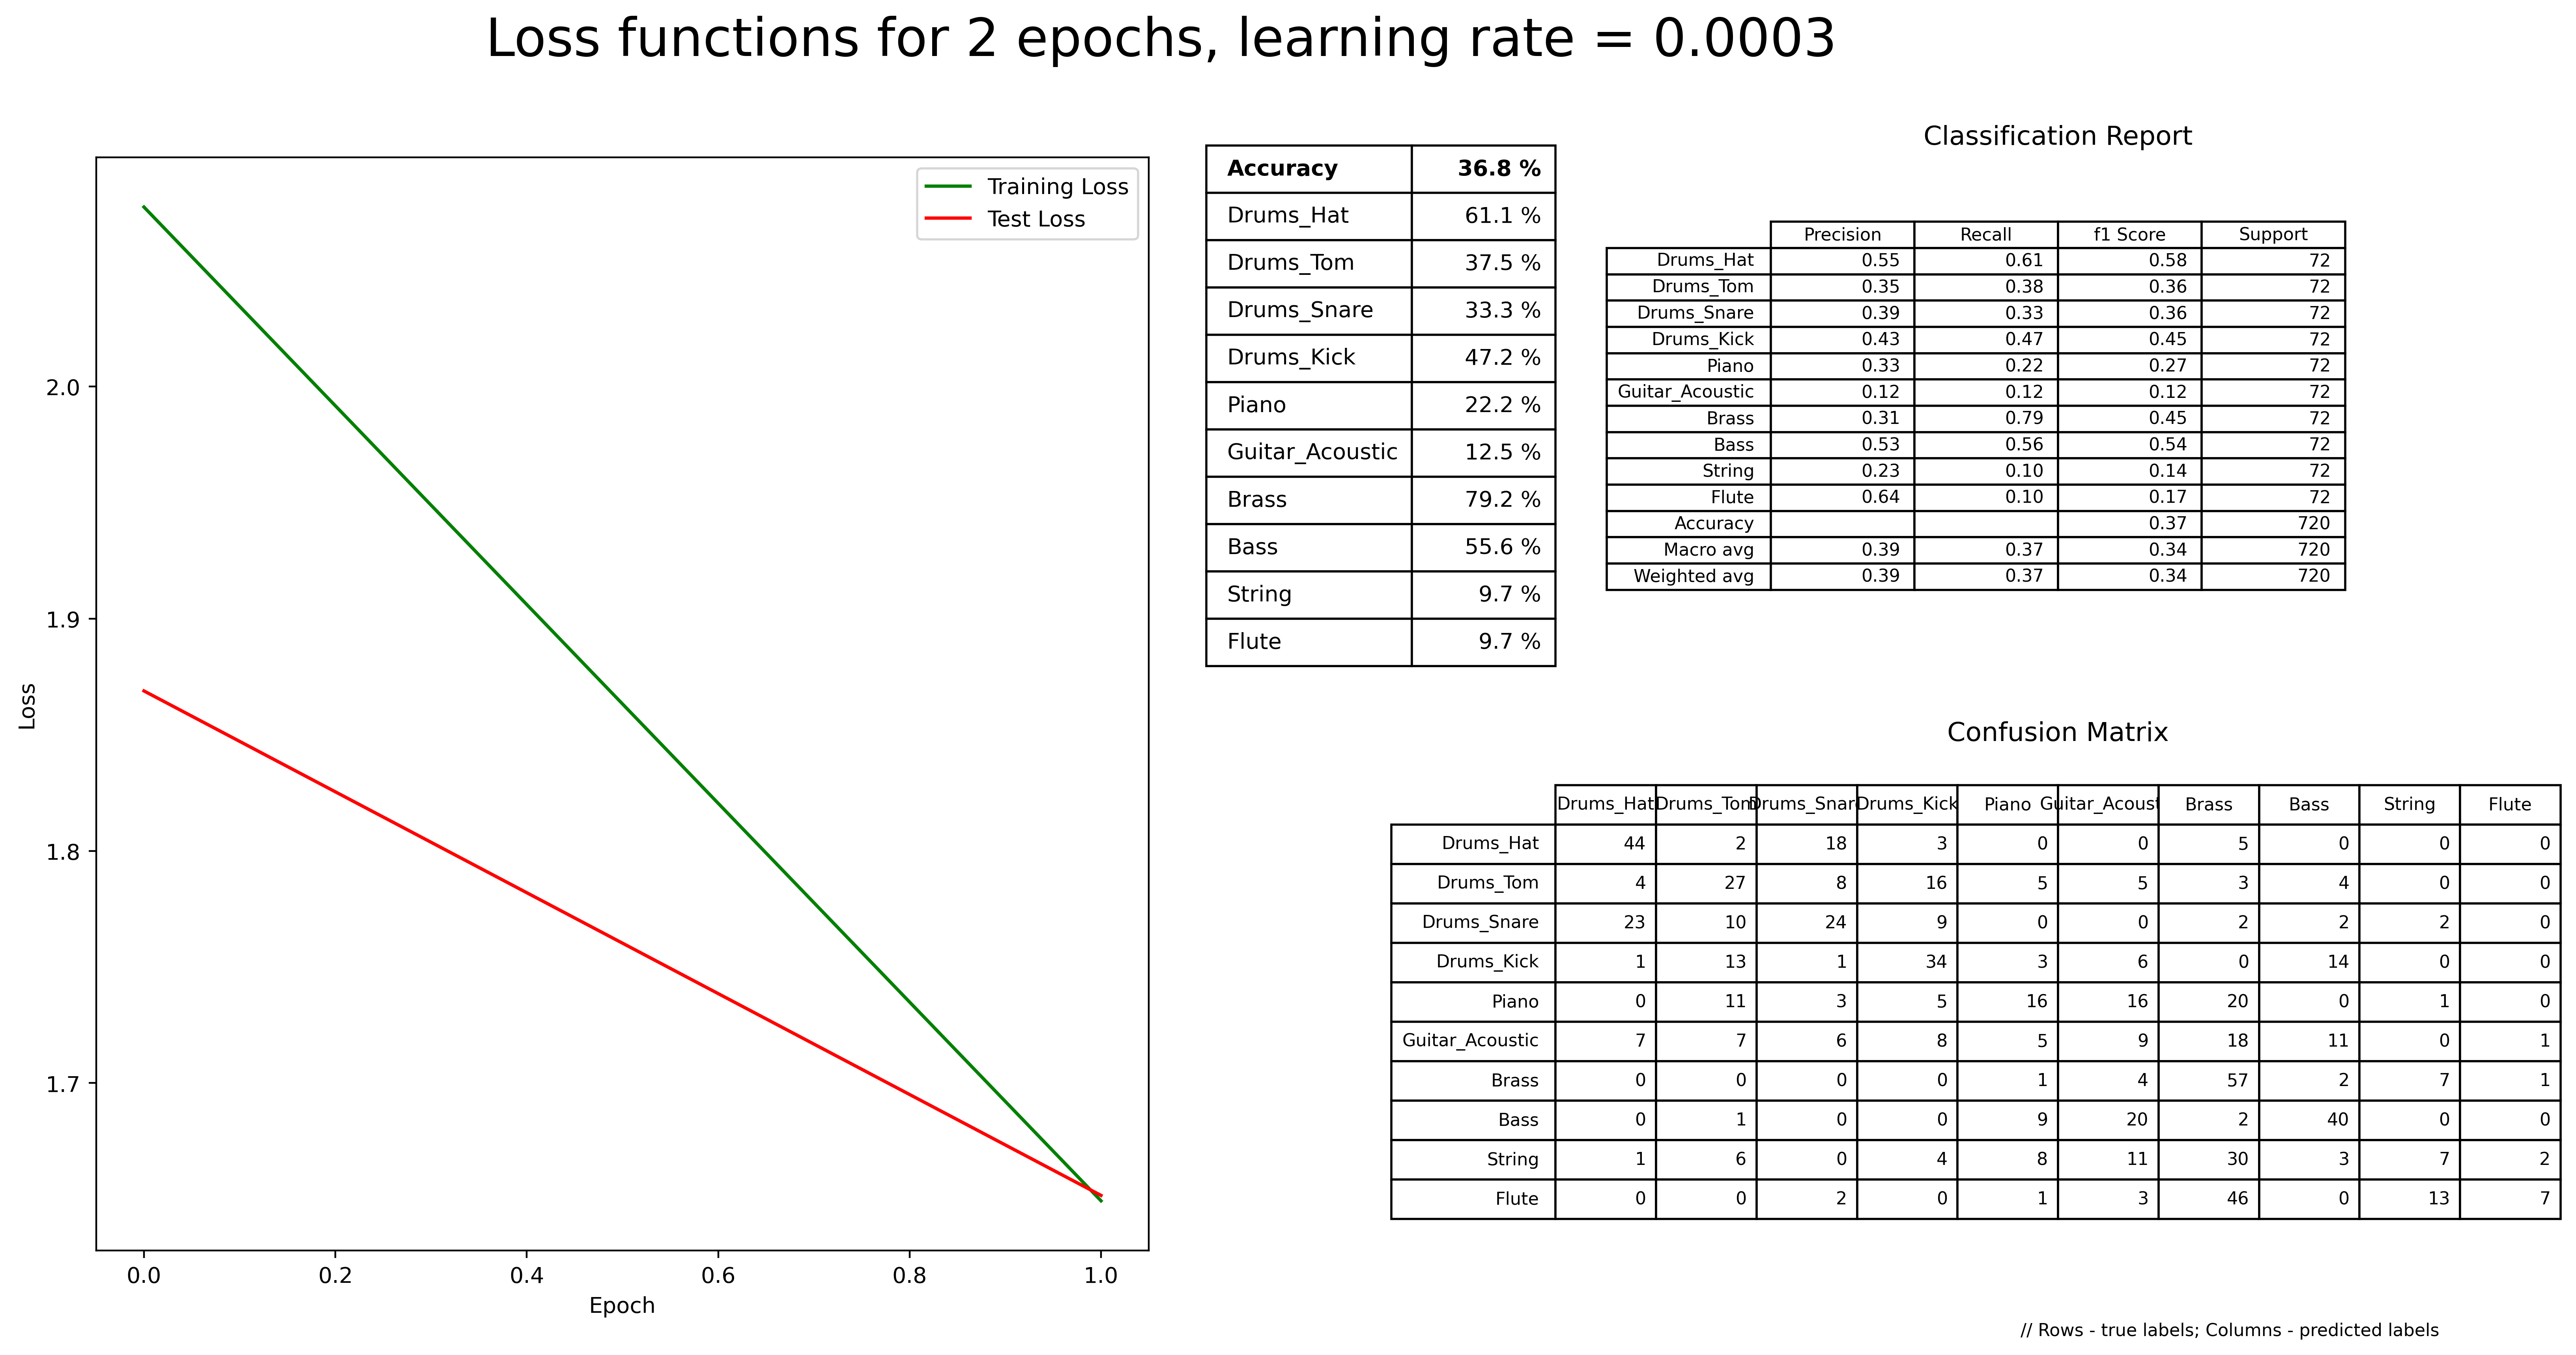 Loss functions for 2 epochs, learning rate = 0.0003
Training Loss
Test Loss
2.0
1.9
1.8
1.7
Loss
0.0 0.2 0.4 0.6 0.8 1.0
Epoch
Accuracy 36.8 %
Drums_Hat 61.1 %
Drums_Tom 37.5 %
Drums_Snare 33.3 %
Drums_Kick 47.2 %
Piano 22.2 %
Guitar_Acoustic 12.5 %
Brass 79.2 %
Bass 55.6 %
String 9.7 %
Flute 9.7 %
Classification Report
Precision Recall f1 Score Support
Drums_Hat 0.55 0.61 0.58 72
Drums_Tom 0.35 0.38 0.36 72
Drums_Snare 0.39 0.33 0.36 72
Drums_Kick 0.43 0.47 0.45 72
Piano 0.33 0.22 0.27 72
Guitar_Acoustic 0.12 0.12 0.12 72
Brass 0.31 0.79 0.45 72
Bass 0.53 0.56 0.54 72
String 0.23 0.10 0.14 72
Flute 0.64 0.10 0.17 72
Accuracy 0.37 720
Macro avg 0.39 0.37 0.34 720
Weighted avg 0.39 0.37 0.34 720
Confusion Matrix
Drums_Hat Drums_Tom Drums_Snare Drums_Kick Piano Guitar_Acoust Brass Bass String Flute
Drums_Hat 44 2 18 3 0 0 5 0 0 0
Drums_Tom 4 27 8 16 5 5 3 4 0 0
Drums_Snare 23 10 24 9 0 0 2 2 2 0
Drums_Kick 1 13 1 34 3 6 0 14 0 0
Piano 0 11 3 5 16 16 20 0 1 0
Guitar_Acoustic 7 7 6 8 5 9 18 11 0 1
Brass 0 0 0 0 1 4 57 2 7 1
Bass 0 1 0 0 9 20 2 40 0 0
String 1 6 0 4 8 11 30 3 7 2
Flute 0 0 2 0 1 3 46 0 13 7
// Rows - true labels; Columns - predicted labels